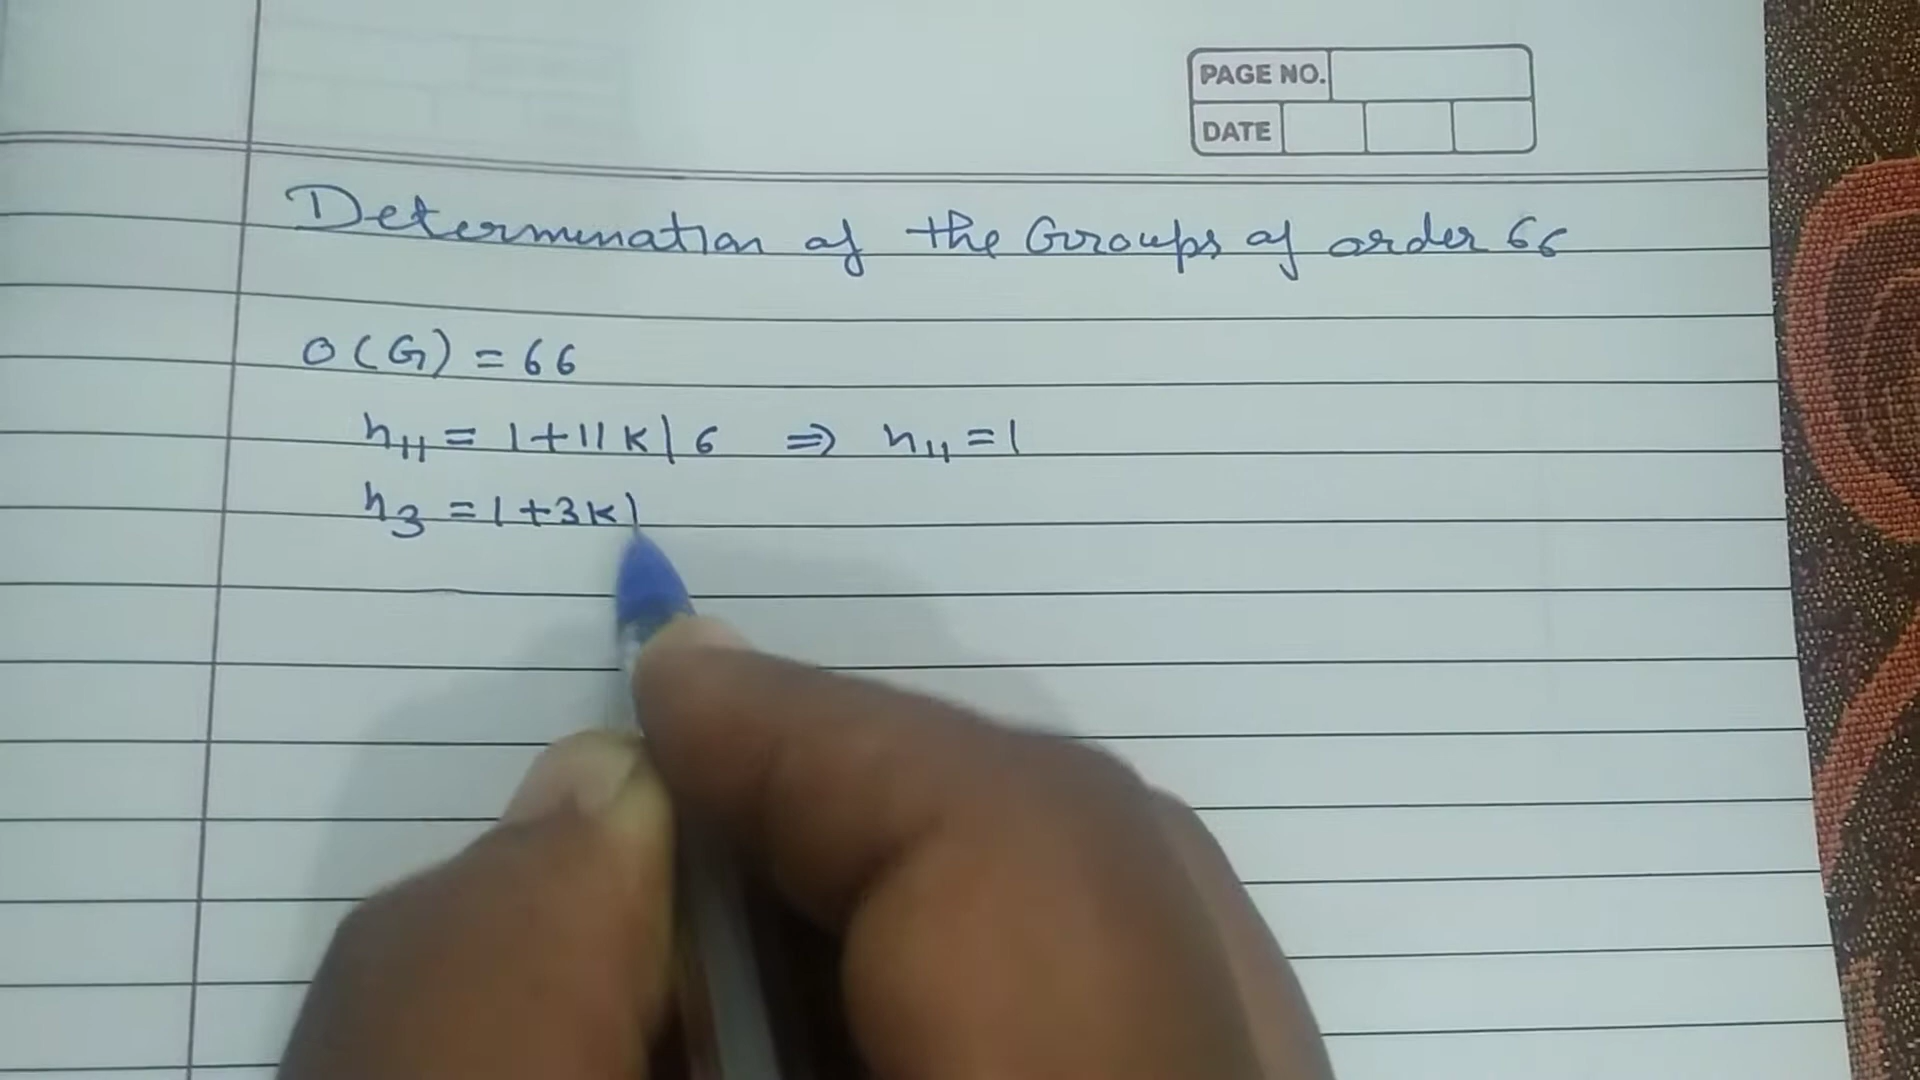 PAGE NO.
DATE
Determination of the Groups of order 66
O(G) = 66
n₁₁ = 1+11K | 6 ⇒ n₁₁ = 1
n₃ = 1+3K |